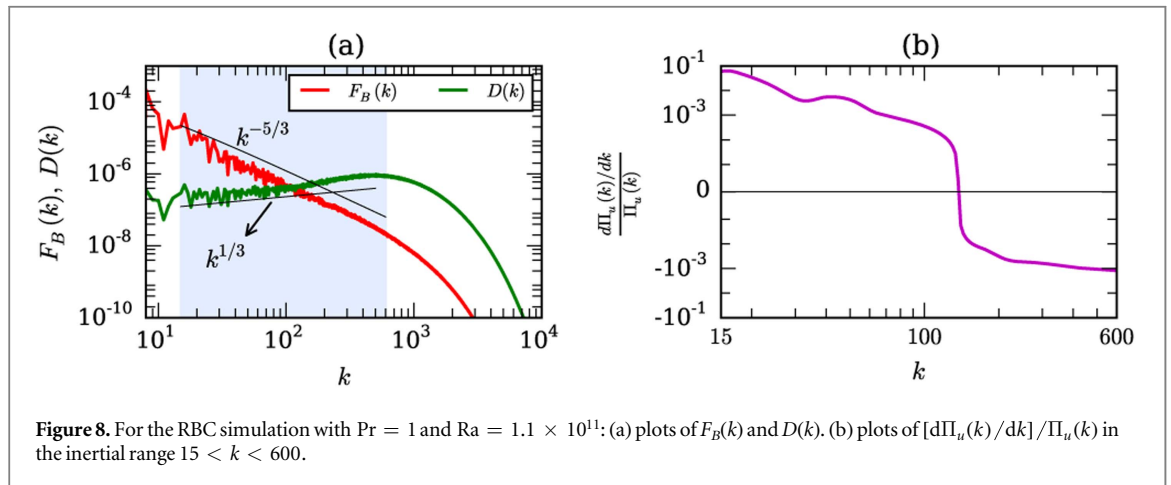 (a)
F_B(k), D(k)
10^-4
10^-6
10^-8
10^-10
F_B(k) D(k)
k^-5/3
k^1/3
10^1 10^2 10^3 10^4
k
(b)
dΠ_u(k)/dk
Π_u(k)
10^-1
10^-3
0
-10^-3
-10^-1
15 100 600
k
Figure 8. For the RBC simulation with Pr = 1 and Ra = 1.1 × 10^11: (a) plots of F_B(k) and D(k). (b) plots of [dΠ_u(k)/dk]/Π_u(k) in
the inertial range 15 < k < 600.